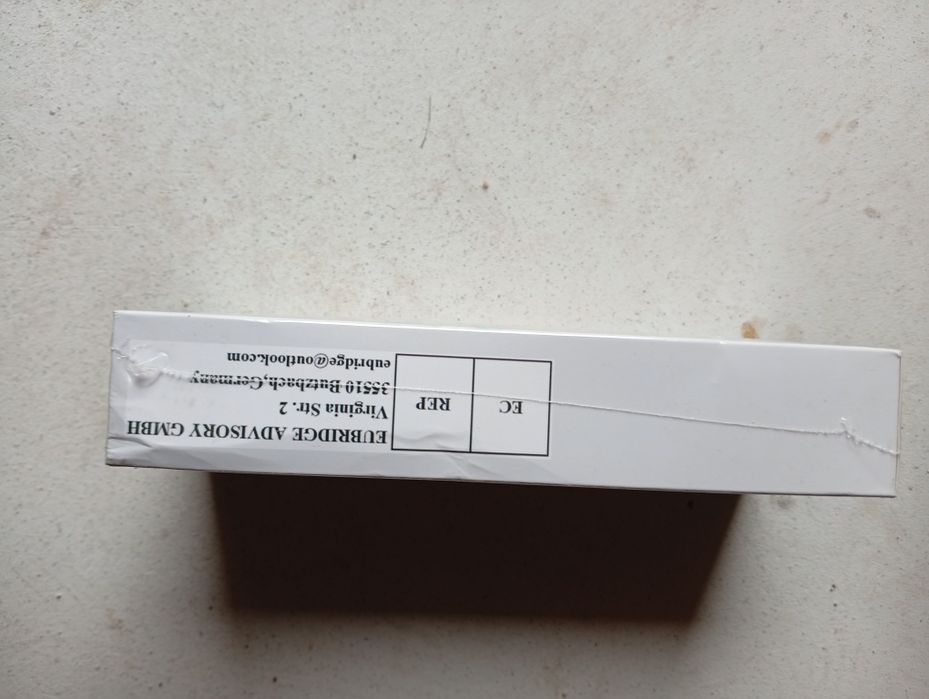 EC REP
EUBRIDGE ADVISORY GMBH
Virginia Str. 2
35510 Butzbach,Germany
eubridge@outlook.com